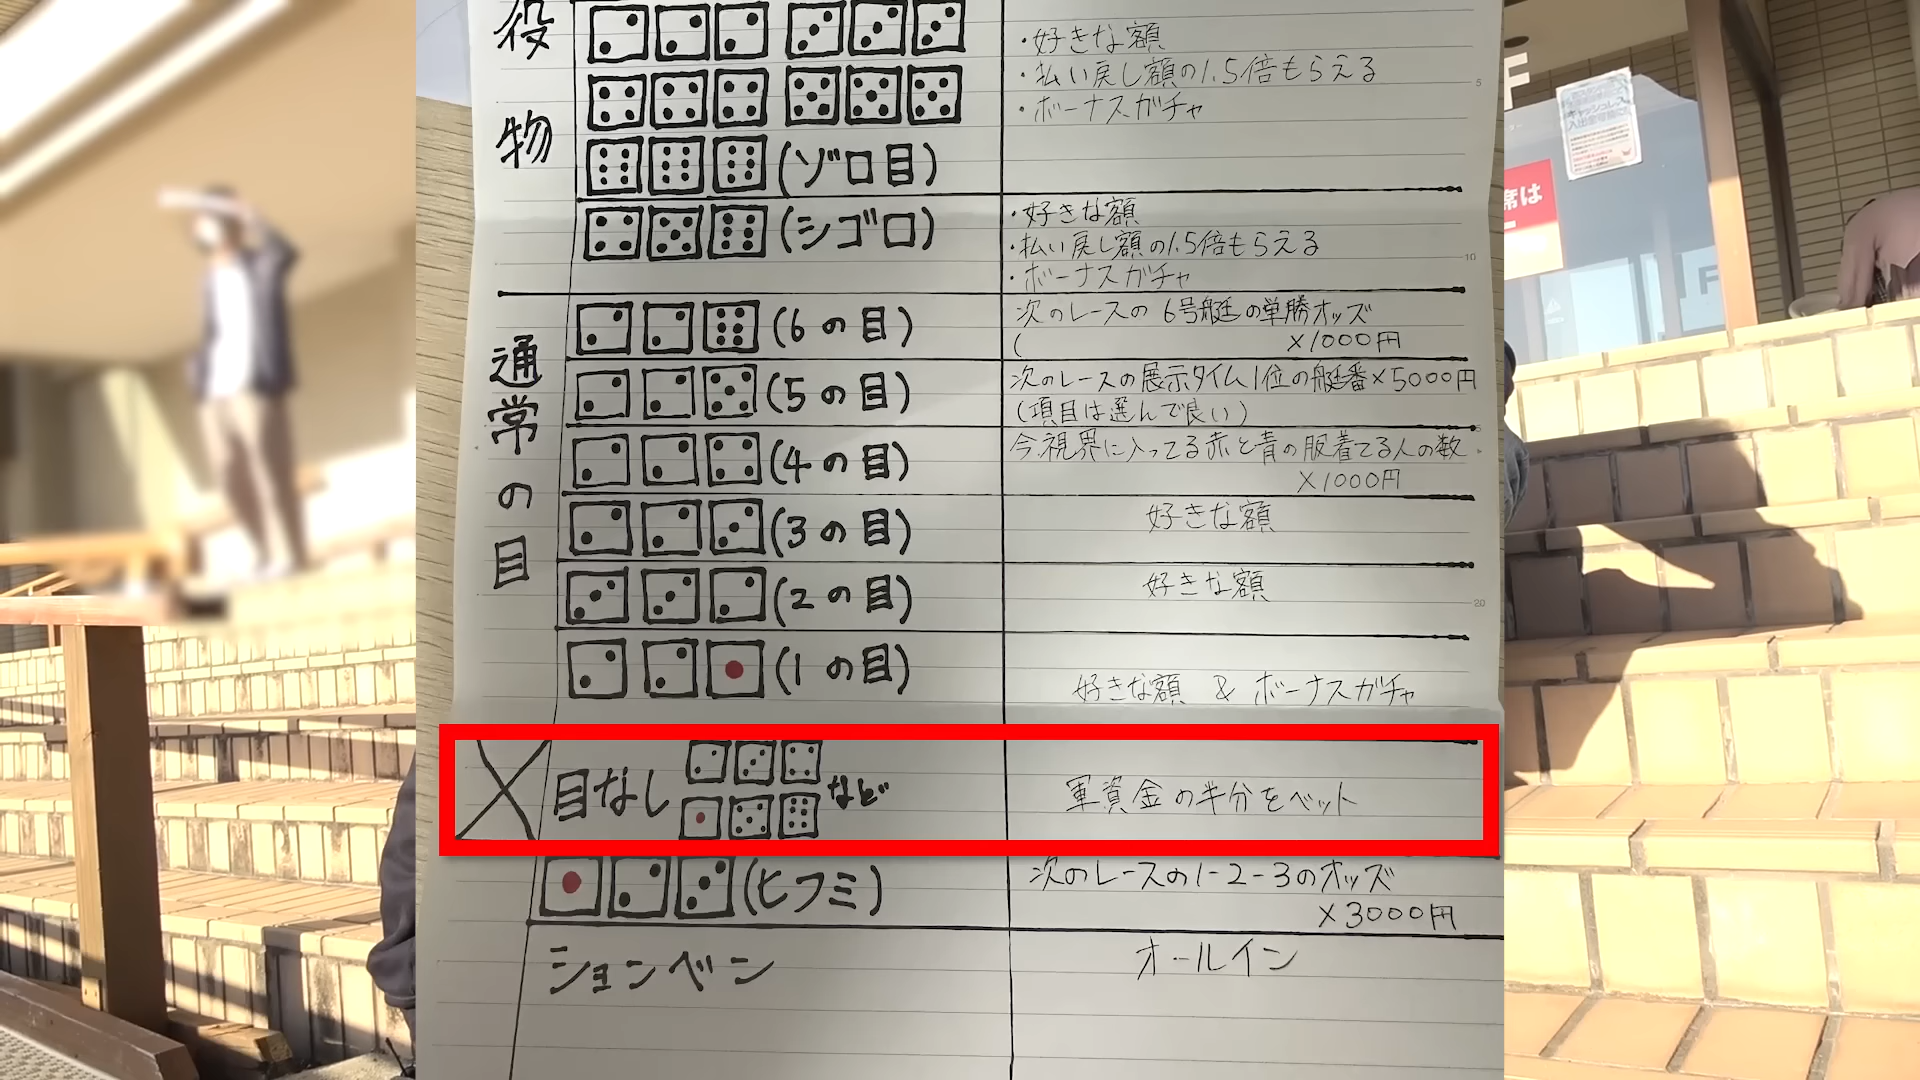 役物
・好きな額
・払い戻し額の1.5倍もらえる
・ボーナスガチャ
(ゾロ目)
(シゴロ)
・好きな額
・払い戻し額の1.5倍もらえる
・ボーナスガチャ
通常の目
(6の目)
次のレースの 6号艇の単勝オッズ
( ×1000円
(5の目)
次のレースの展示タイム1位の艇番×5000円
(項目は選んで良い)
(4の目)
今、視界に入ってる赤と青の服着てる人の数
×1000円
(3の目)
好きな額
(2の目)
好きな額
(1の目)
好きな額 & ボーナスガチャ
目なし など
軍資金の半分をベット
(ヒフミ)
次のレースの1-2-3のオッズ
×3000円
ションベン
オールイン
5
10
20
席は
F